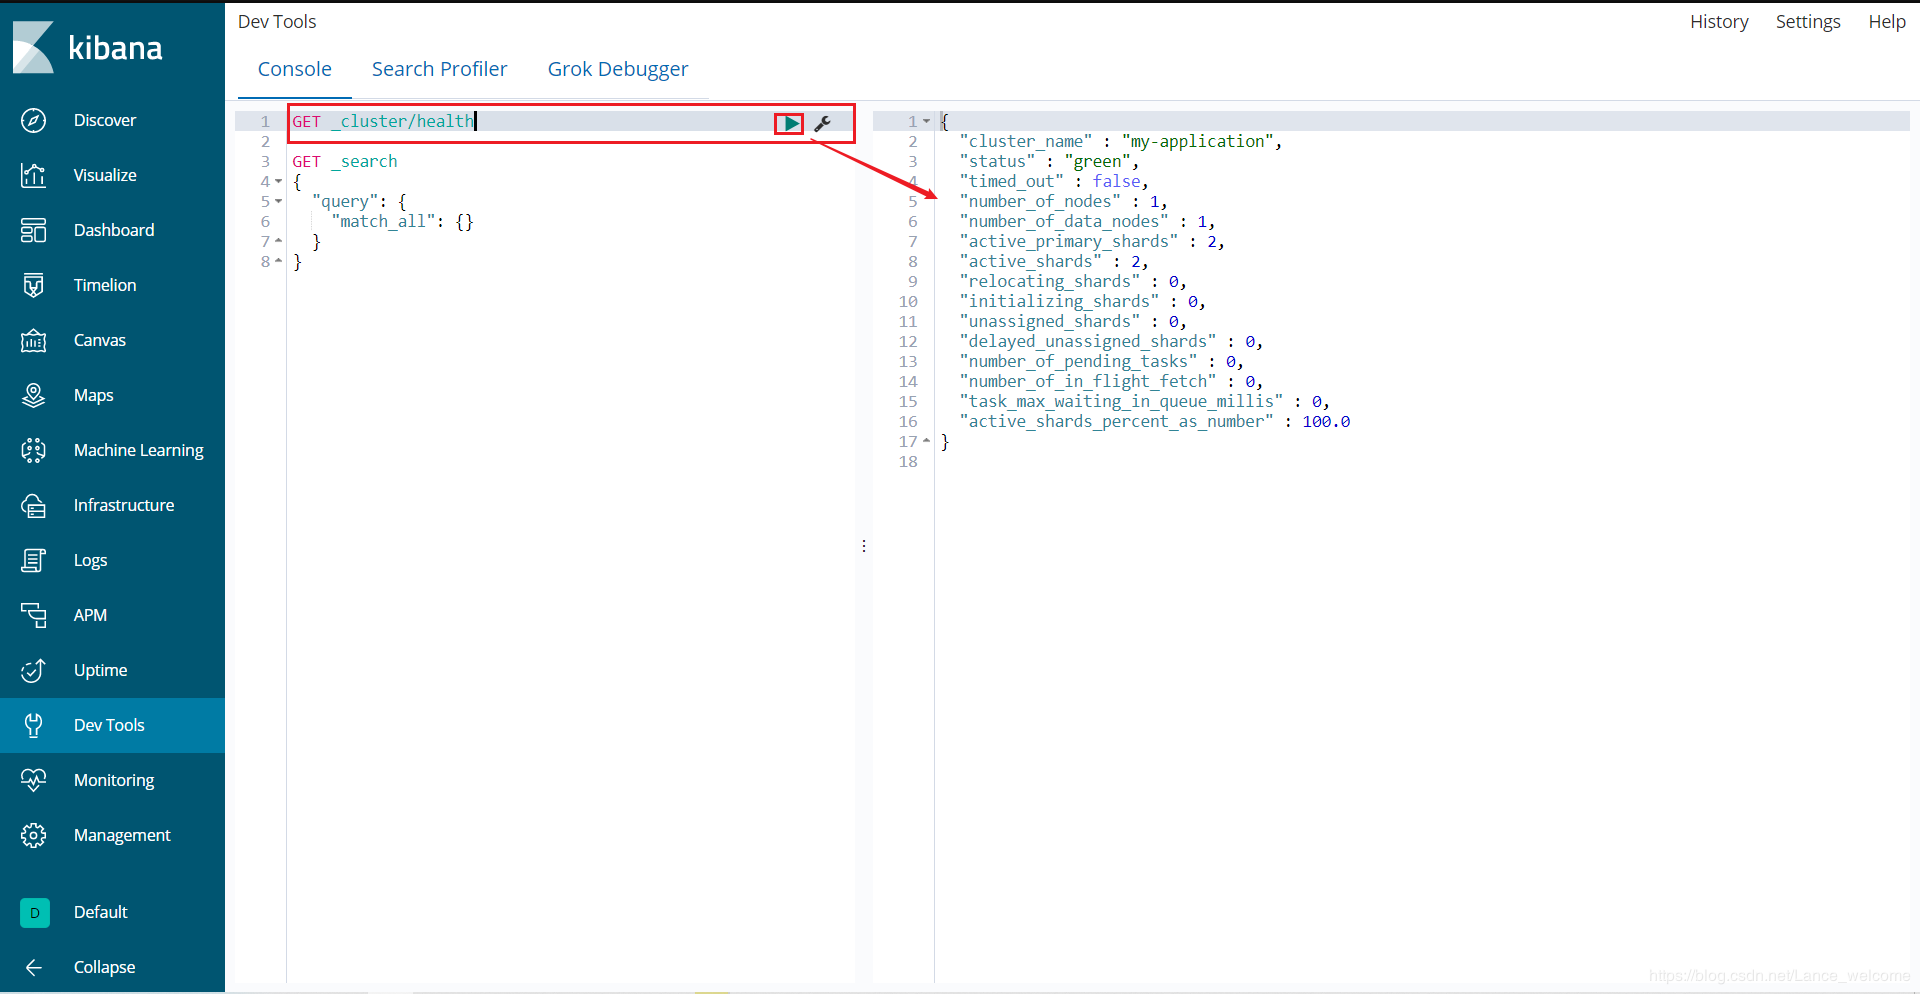 kibana
Discover
Visualize
Dashboard
Timelion
Canvas
Maps
Machine Learning
Infrastructure
Logs
APM
Uptime
Dev Tools
Monitoring
Management
D Default
Collapse
Dev Tools
History Settings Help
Console Search Profiler Grok Debugger
1 GET _cluster/health
2
3 GET _search
4 {
5 "query": {
6 "match_all": {}
7 }
8 }
1 {
2 "cluster_name" : "my-application",
3 "status" : "green",
4 "timed_out" : false,
5 "number_of_nodes" : 1,
6 "number_of_data_nodes" : 1,
7 "active_primary_shards" : 2,
8 "active_shards" : 2,
9 "relocating_shards" : 0,
10 "initializing_shards" : 0,
11 "unassigned_shards" : 0,
12 "delayed_unassigned_shards" : 0,
13 "number_of_pending_tasks" : 0,
14 "number_of_in_flight_fetch" : 0,
15 "task_max_waiting_in_queue_millis" : 0,
16 "active_shards_percent_as_number" : 100.0
17 }
18
https://blog.csdn.net/Lance_welcome